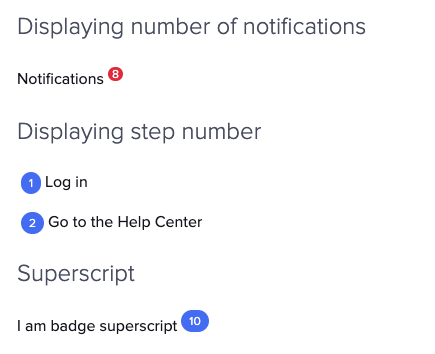 Displaying number of notifications
Notifications 8
Displaying step number
1 Log in
2 Go to the Help Center
Superscript
I am badge superscript 10